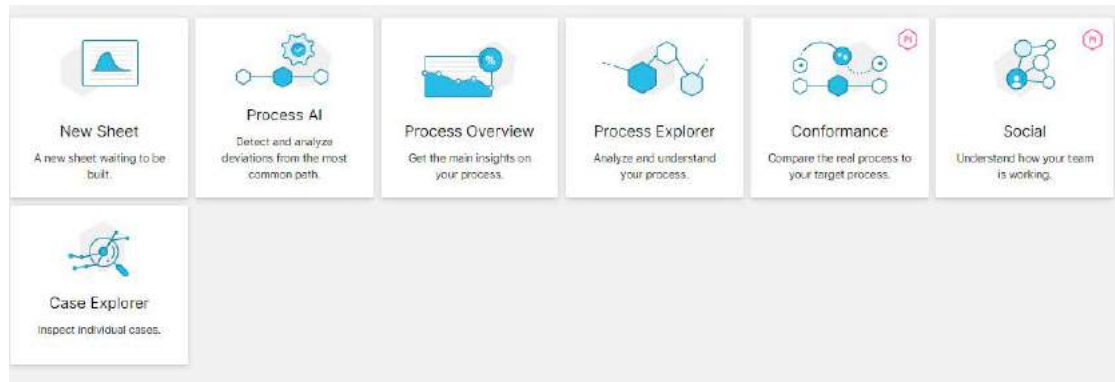 %
PI
PI
New Sheet
A new sheet waiting to be
built.
Process AI
Detect and analyze
deviations from the most
common path.
Process Overview
Get the main insights on
your process.
Process Explorer
Analyze and understand
your process.
Conformance
Compare the real process to
your target process.
Social
Understand how your team
is working.
Case Explorer
Inspect individual cases.